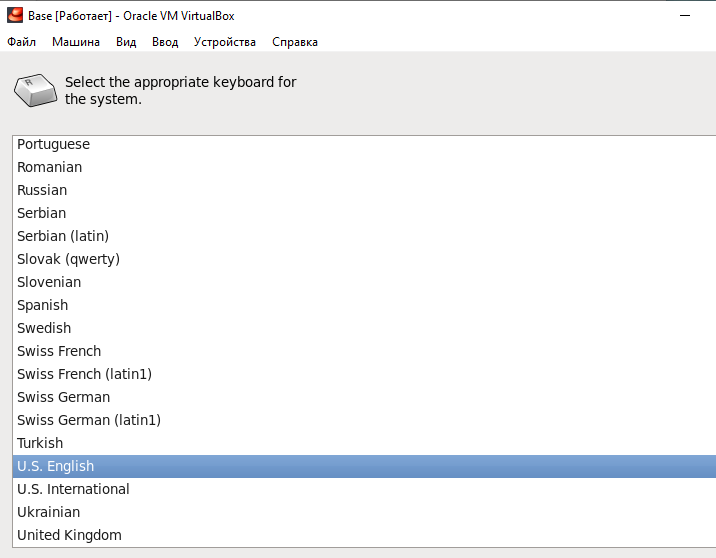 Base [Работает] - Oracle VM VirtualBox
Файл Машина Вид Ввод Устройства Справка
R
Select the appropriate keyboard for
the system.
Portuguese
Romanian
Russian
Serbian
Serbian (latin)
Slovak (qwerty)
Slovenian
Spanish
Swedish
Swiss French
Swiss French (latin1)
Swiss German
Swiss German (latin1)
Turkish
U.S. English
U.S. International
Ukrainian
United Kingdom